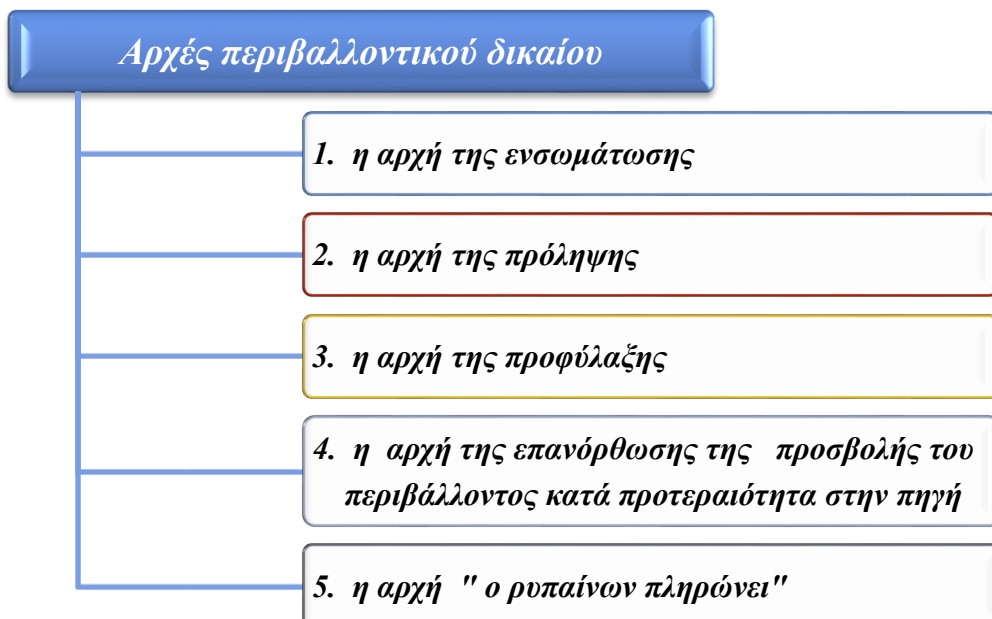 Αρχές περιβαλλοντικού δικαίου
1. η αρχή της ενσωμάτωσης
2. η αρχή της πρόληψης
3. η αρχή της προφύλαξης
4. η αρχή της επανόρθωσης της προσβολής του
περιβάλλοντος κατά προτεραιότητα στην πηγή
5. η αρχή " ο ρυπαίνων πληρώνει"